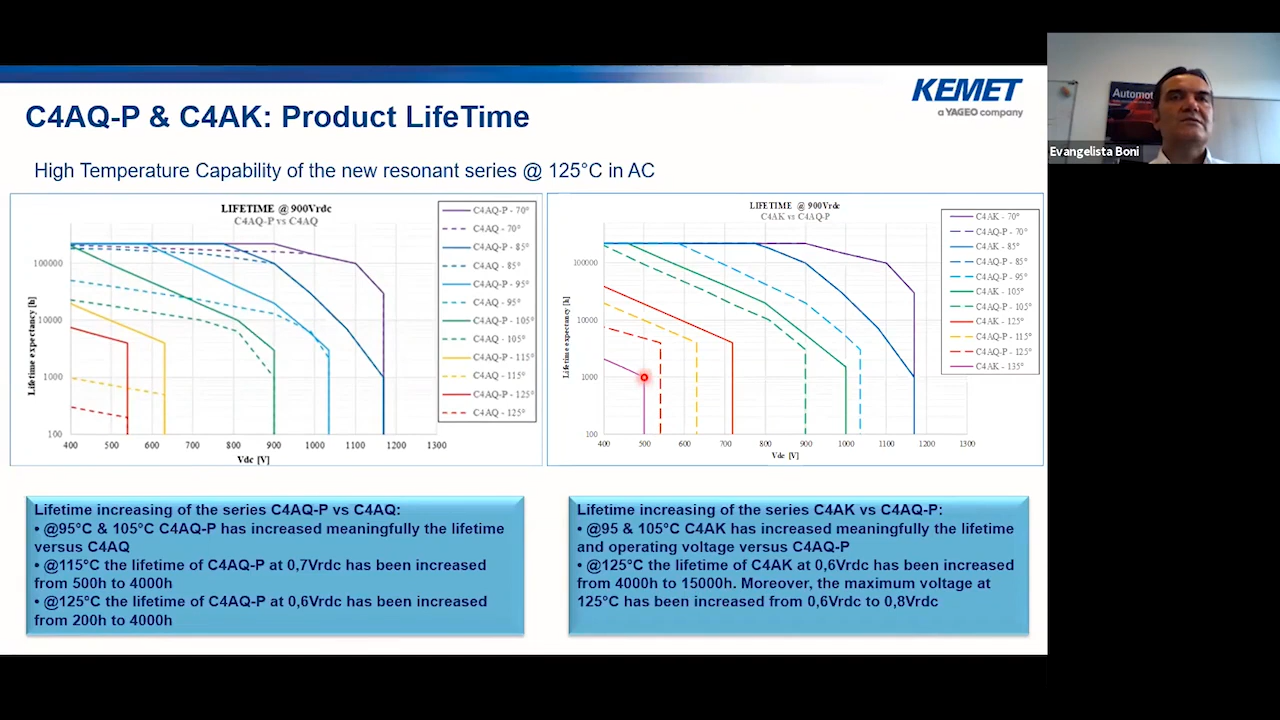 KEMET
a YAGEO company
C4AQ-P & C4AK: Product LifeTime
High Temperature Capability of the new resonant series @ 125°C in AC
LIFETIME @ 900Vrdc
C4AQ-P vs C4AQ
Lifetime expectancy [h]
100000
10000
1000
100
400 500 600 700 800 900 1000 1100 1200 1300
Vdc [V]
C4AQ-P - 70°
C4AQ - 70°
C4AQ-P - 85°
C4AQ - 85°
C4AQ-P - 95°
C4AQ - 95°
C4AQ-P - 105°
C4AQ - 105°
C4AQ-P - 115°
C4AQ - 115°
C4AQ-P - 125°
C4AQ - 125°
LIFETIME @ 900Vrdc
C4AK vs C4AQ-P
Lifetime expectancy [h]
100000
10000
1000
100
400 500 600 700 800 900 1000 1100 1200 1300
Vdc [V]
C4AK - 70°
C4AQ-P - 70°
C4AK - 85°
C4AQ-P - 85°
C4AQ-P - 95°
C4AK - 105°
C4AQ-P - 105°
C4AK - 125°
C4AQ-P - 115°
C4AQ-P - 125°
C4AK - 135°
Lifetime increasing of the series C4AQ-P vs C4AQ:
• @95°C & 105°C C4AQ-P has increased meaningfully the lifetime
versus C4AQ
• @115°C the lifetime of C4AQ-P at 0,7Vrdc has been increased
from 500h to 4000h
• @125°C the lifetime of C4AQ-P at 0,6Vrdc has been increased
from 200h to 4000h
Lifetime increasing of the series C4AK vs C4AQ-P:
• @95 & 105°C C4AK has increased meaningfully the lifetime
and operating voltage versus C4AQ-P
• @125°C the lifetime of C4AK at 0,6Vrdc has been increased
from 4000h to 15000h. Moreover, the maximum voltage at
125°C has been increased from 0,6Vrdc to 0,8Vrdc
Automot
Evangelista Boni